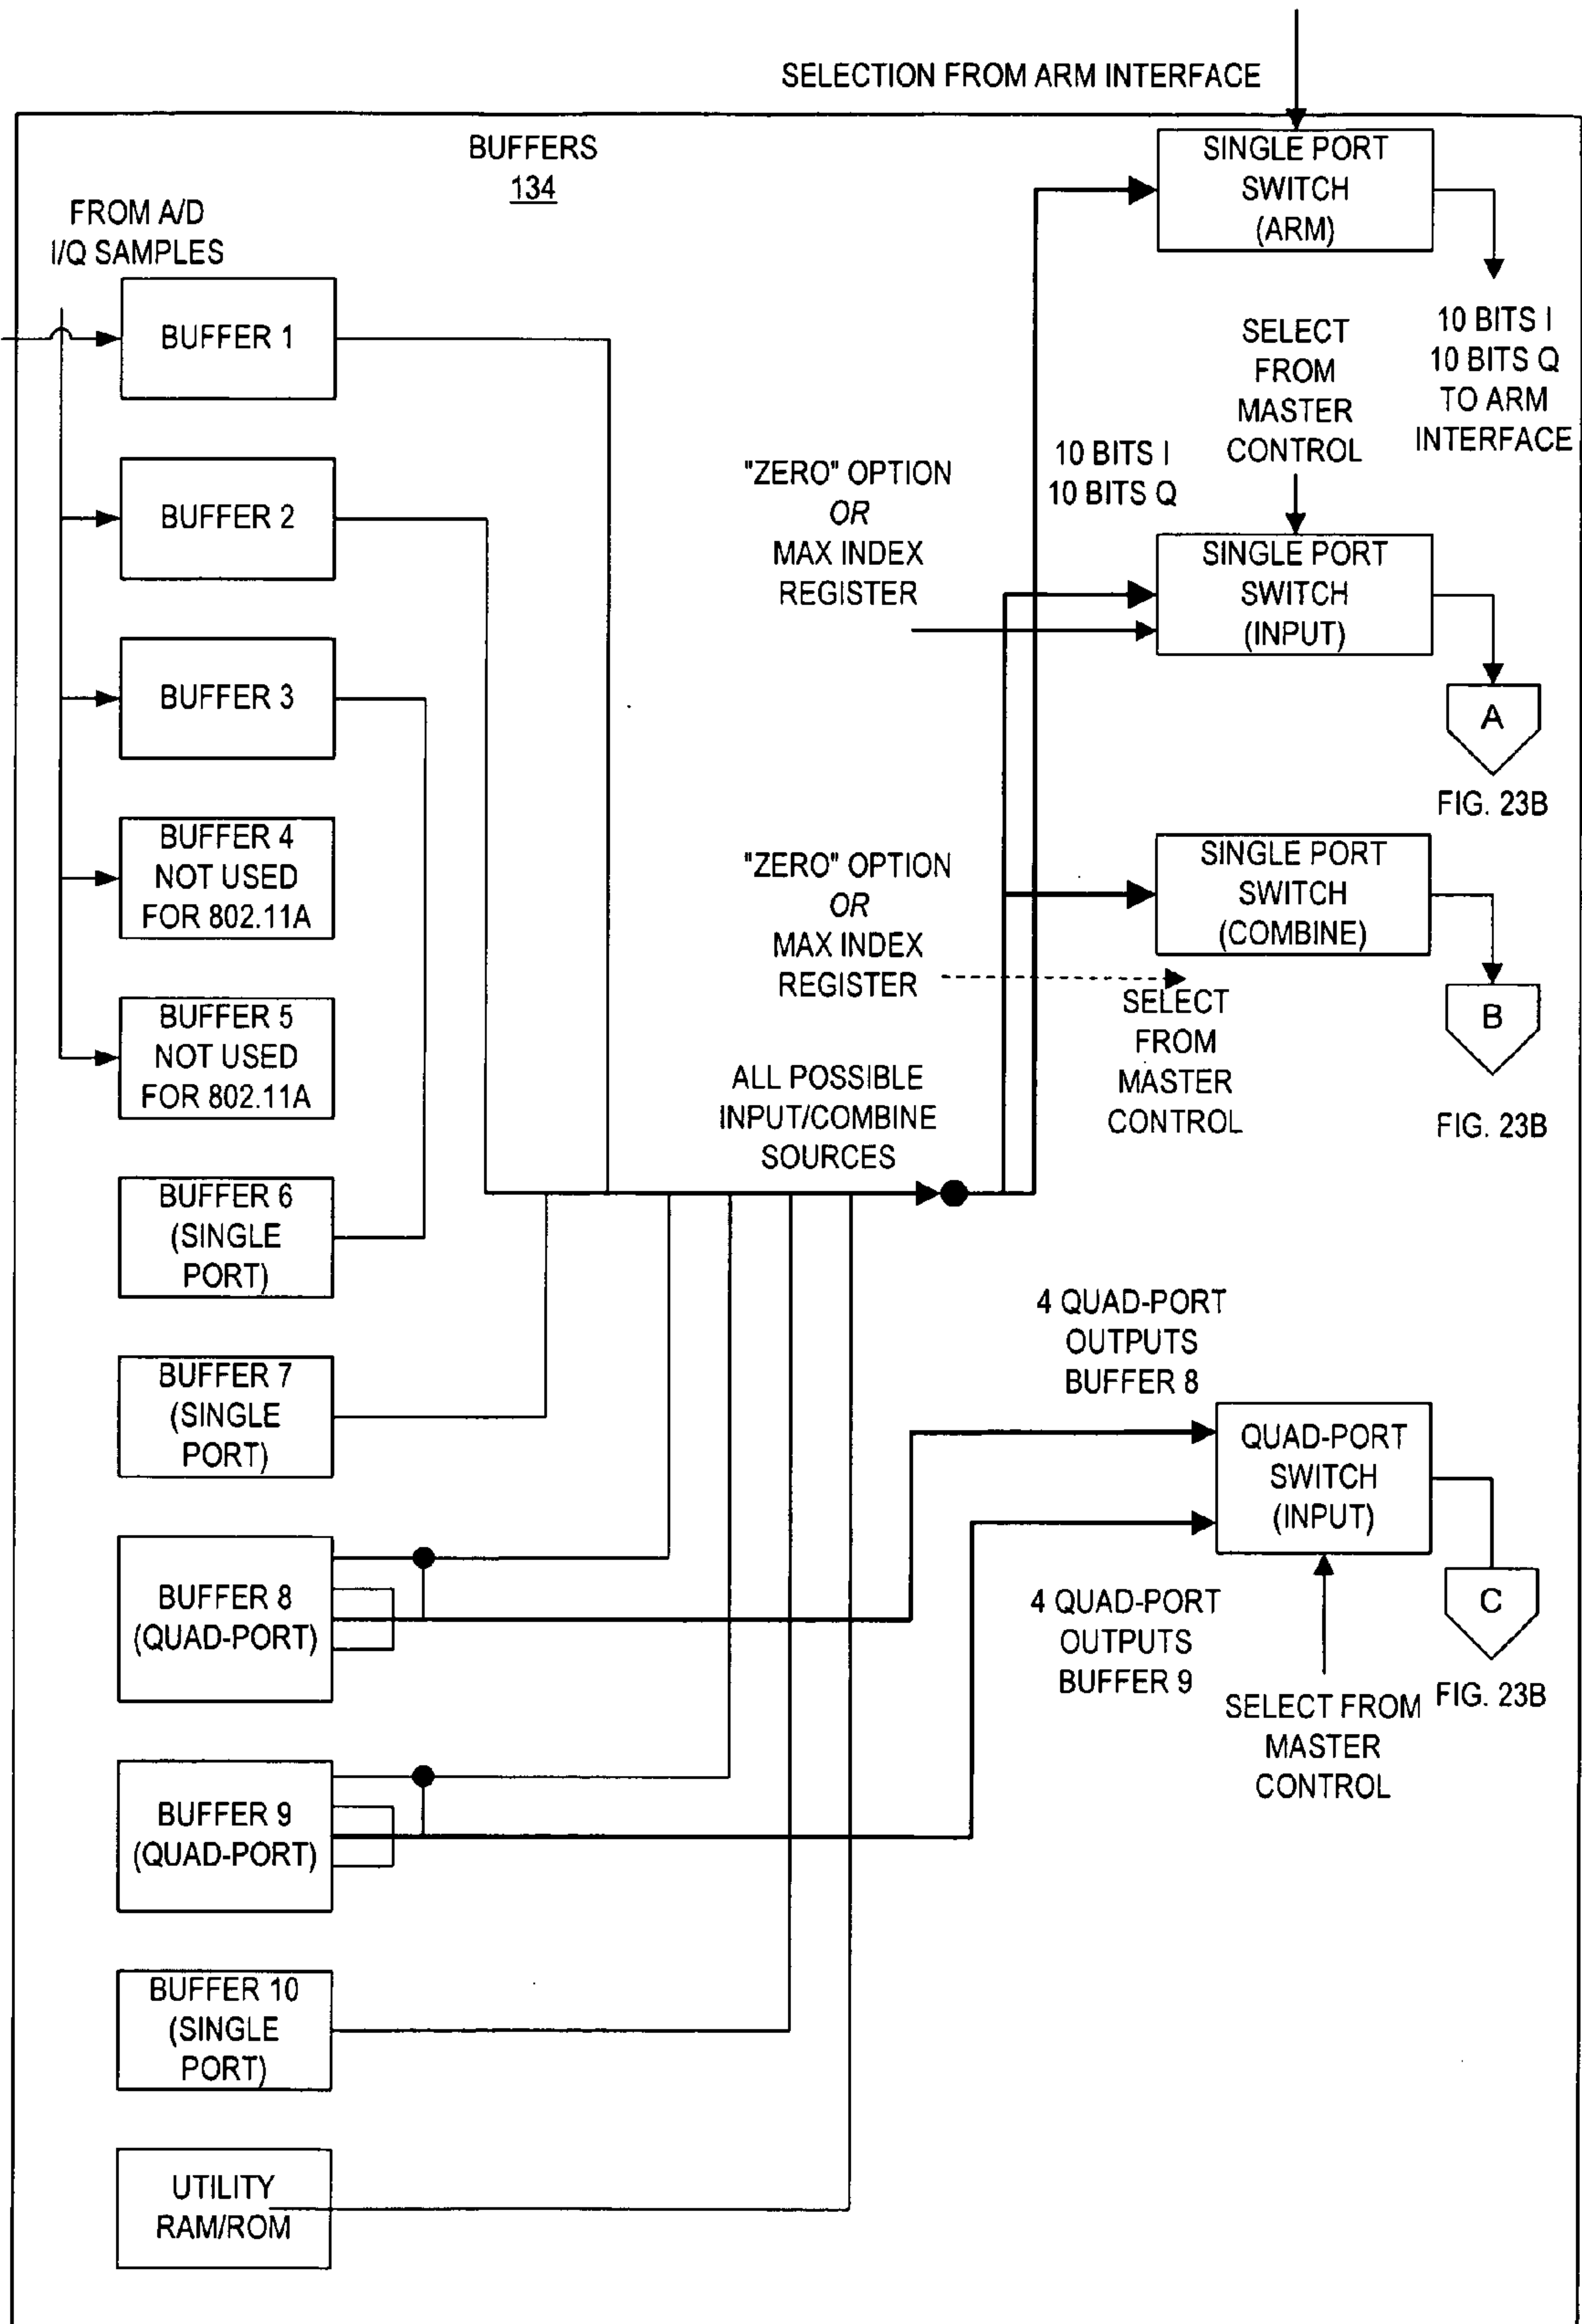 SELECTION FROM ARM INTERFACE
BUFFERS
134
FROM A/D
I/Q SAMPLES
BUFFER 1
BUFFER 2
BUFFER 3
BUFFER 4
NOT USED
FOR 802.11A
BUFFER 5
NOT USED
FOR 802.11A
BUFFER 6
(SINGLE
PORT)
BUFFER 7
(SINGLE
PORT)
BUFFER 8
(QUAD-PORT)
BUFFER 9
(QUAD-PORT)
BUFFER 10
(SINGLE
PORT)
UTILITY
RAM/ROM
"ZERO" OPTION
OR
MAX INDEX
REGISTER
"ZERO" OPTION
OR
MAX INDEX
REGISTER
ALL POSSIBLE
INPUT/COMBINE
SOURCES
SINGLE PORT
SWITCH
(ARM)
10 BITS I
10 BITS Q
TO ARM
INTERFACE
SELECT
FROM
MASTER
CONTROL
10 BITS I
10 BITS Q
SINGLE PORT
SWITCH
(INPUT)
A
FIG. 23B
SINGLE PORT
SWITCH
(COMBINE)
SELECT
FROM
MASTER
CONTROL
B
FIG. 23B
4 QUAD-PORT
OUTPUTS
BUFFER 8
QUAD-PORT
SWITCH
(INPUT)
4 QUAD-PORT
OUTPUTS
BUFFER 9
C
FIG. 23B
SELECT FROM
MASTER
CONTROL